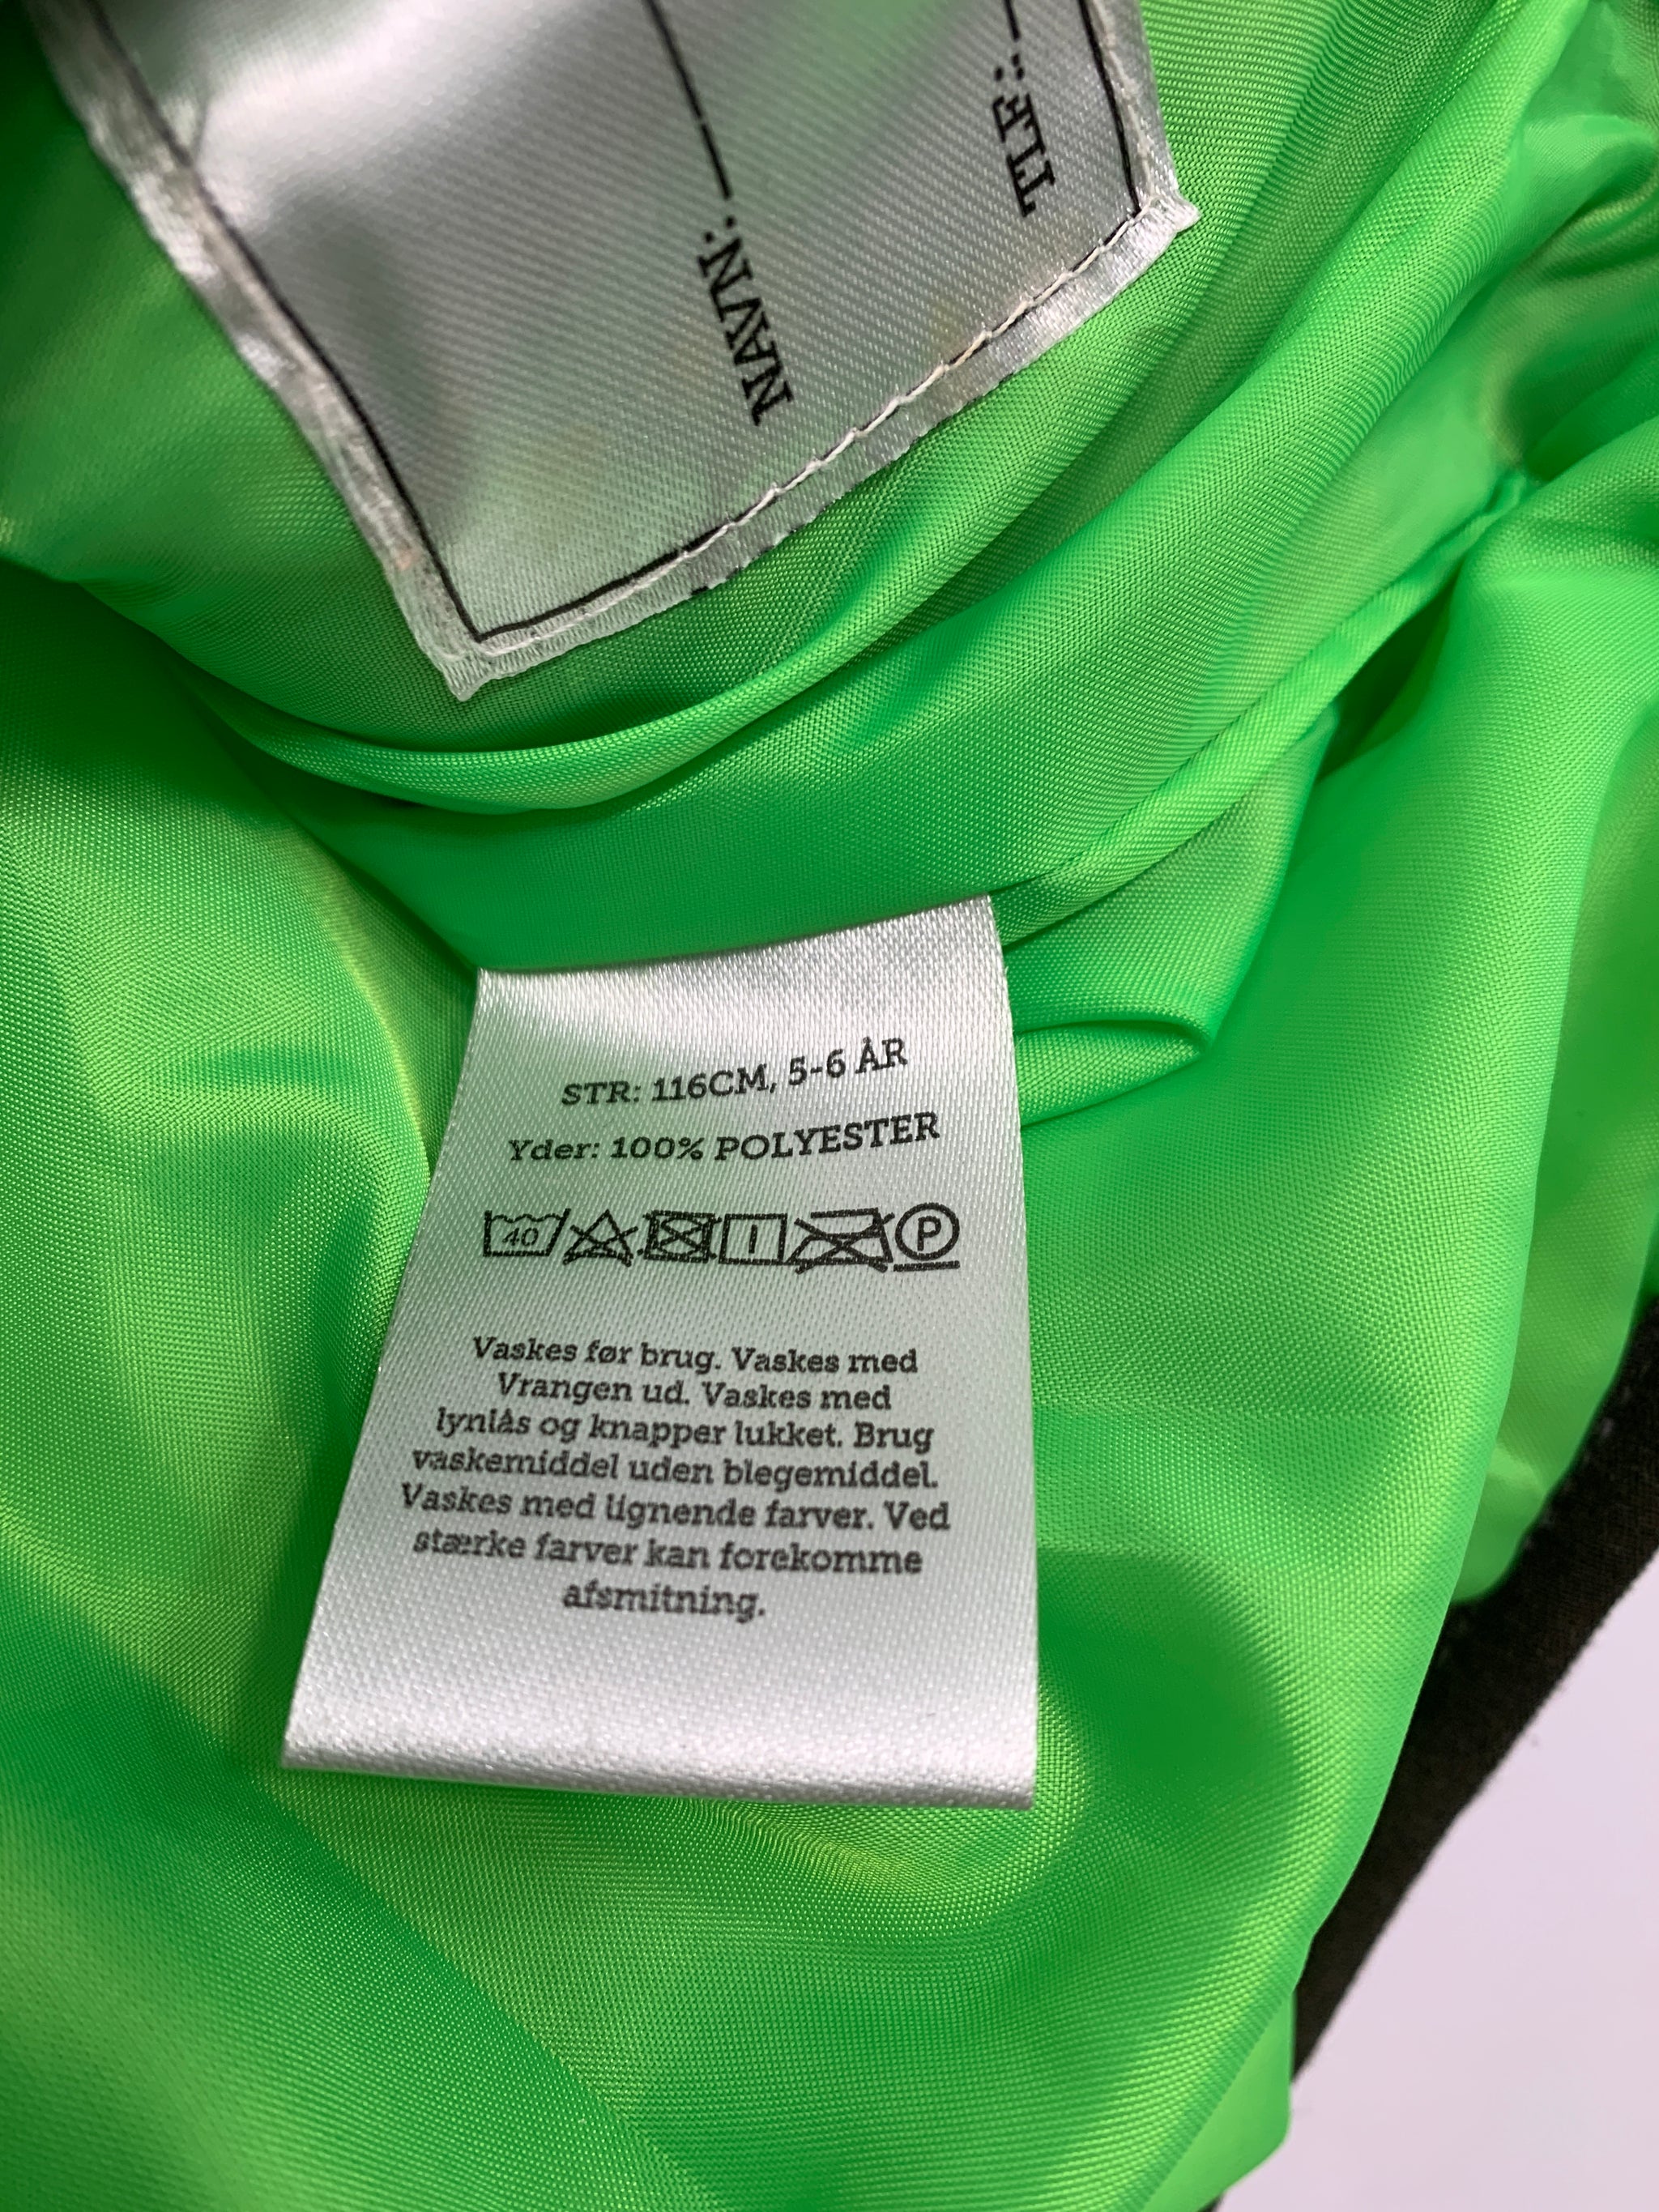 TLF:
NAVN:
STR: 116CM, 5-6 ÅR
Yder: 100% POLYESTER
40 P
Vaskes før brug. Vaskes med
Vrangen ud. Vaskes med
lynlås og knapper lukket. Brug
vaskemiddel uden blegemiddel.
Vaskes med lignende farver. Ved
stærke farver kan forekomme
afsmitning.